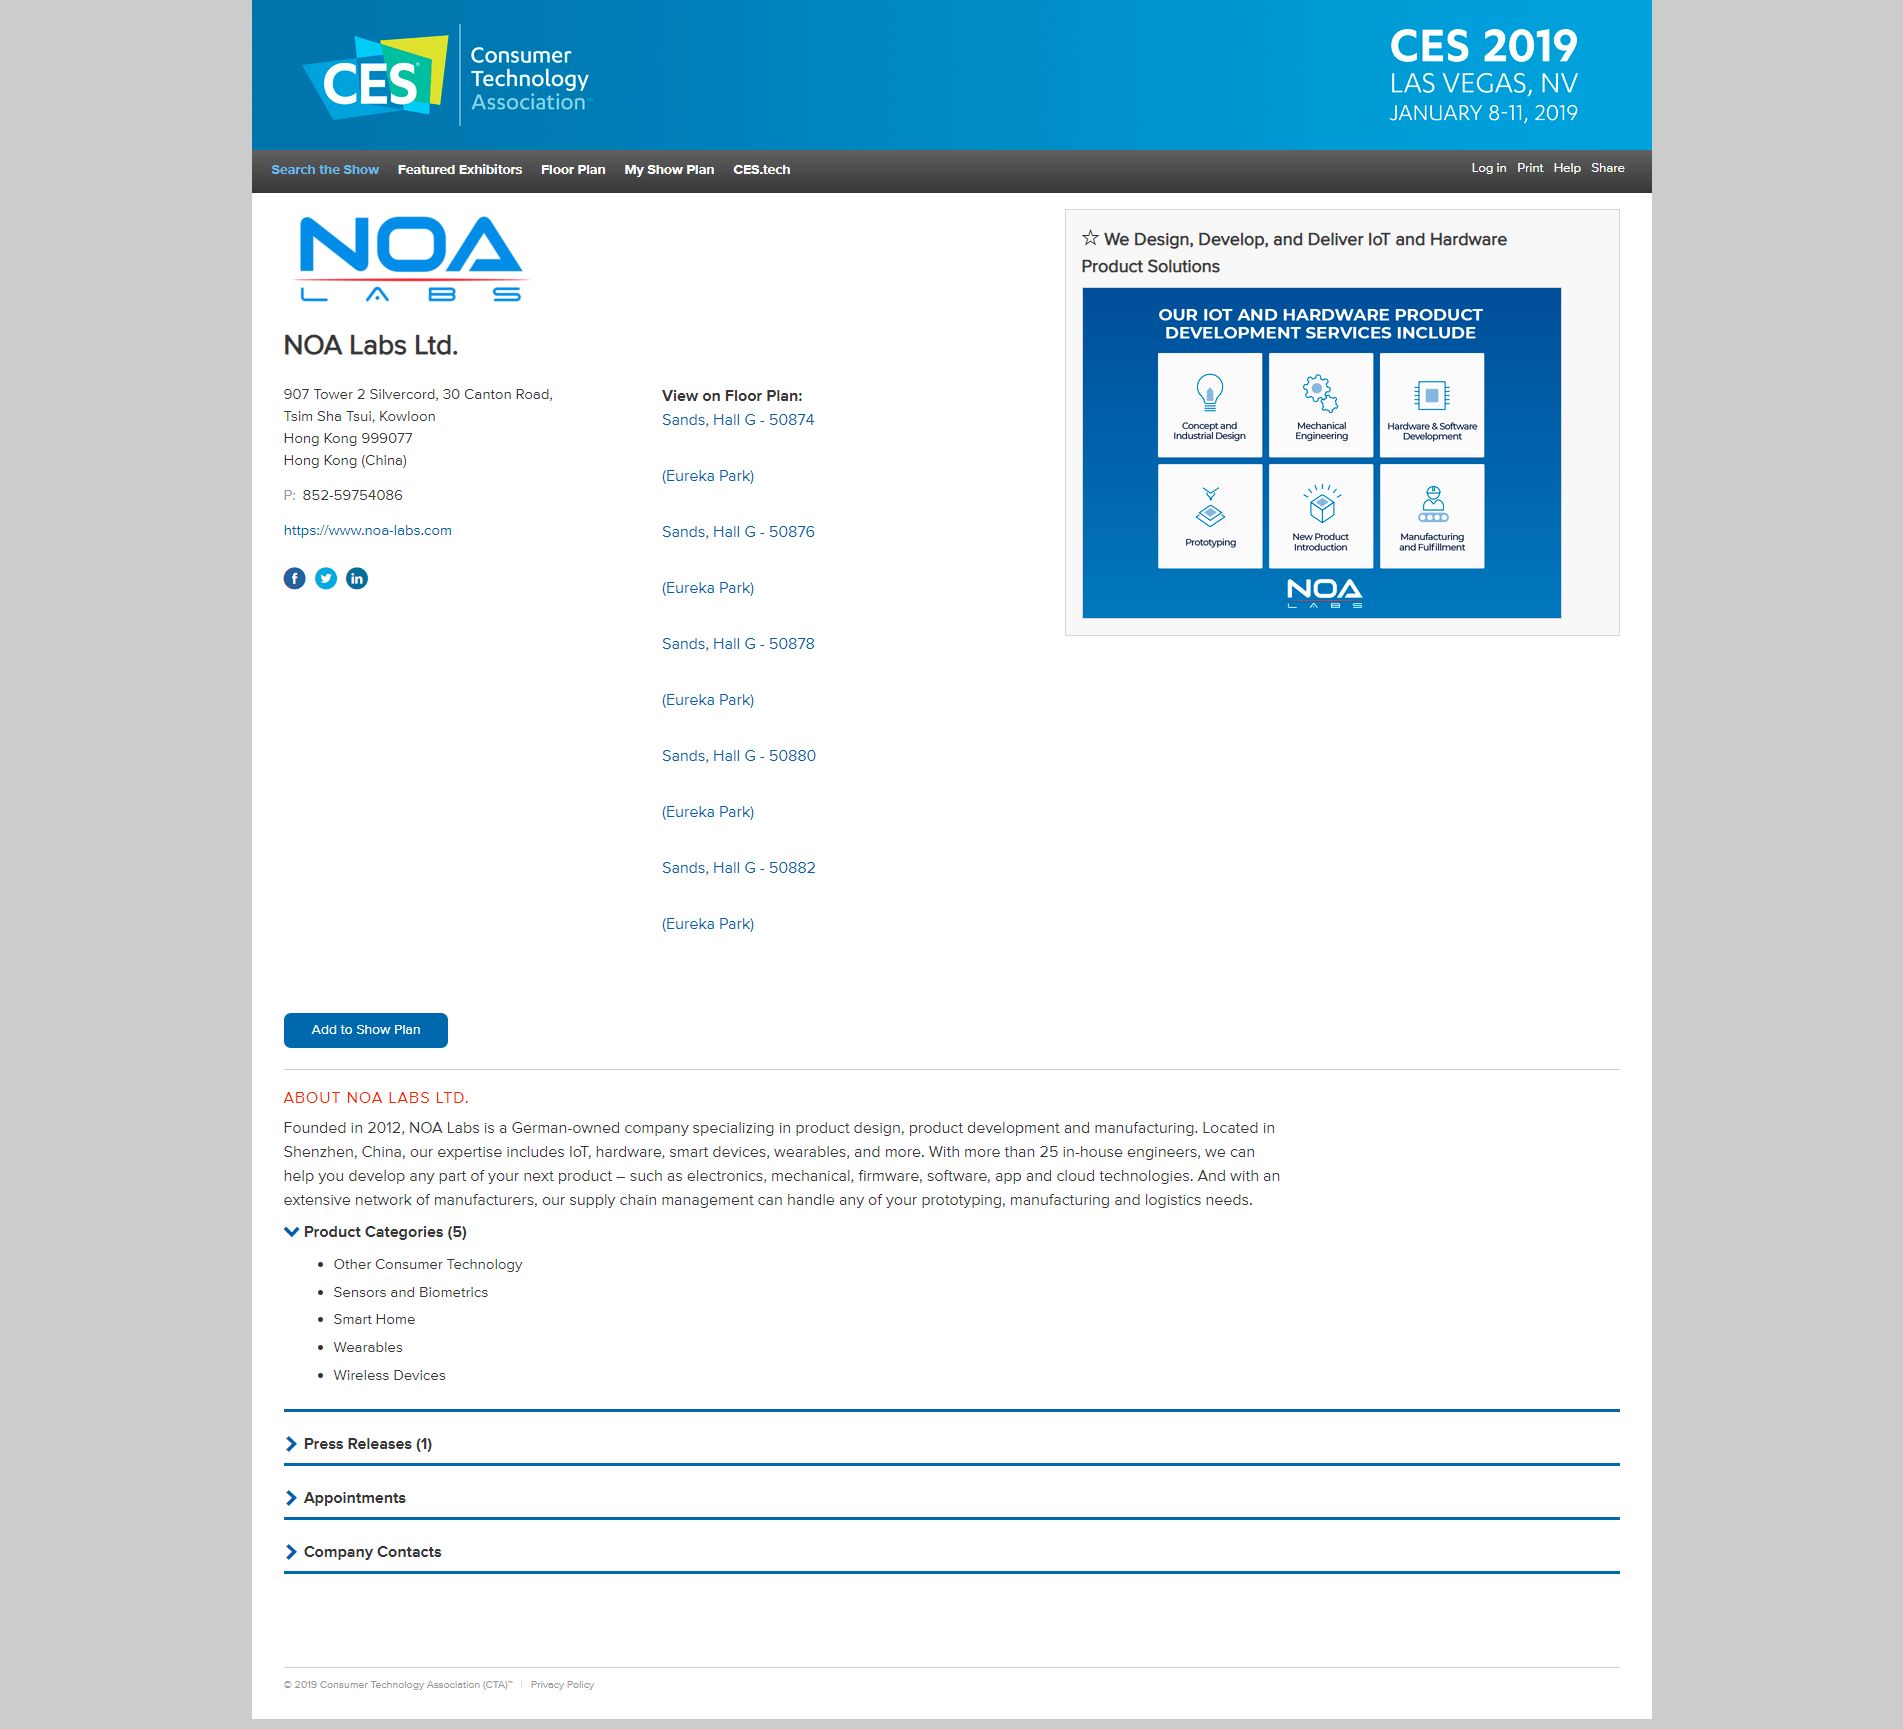 CES
Consumer
Technology
Association™
CES 2019
LAS VEGAS, NV
JANUARY 8-11, 2019
Search the Show Featured Exhibitors Floor Plan My Show Plan CES.tech
Log in Print Help Share
NOA
LABS
NOA Labs Ltd.
907 Tower 2 Silvercord, 30 Canton Road,
Tsim Sha Tsui, Kowloon
Hong Kong 999077
Hong Kong (China)
P: 852-59754086
https://www.noa-labs.com
View on Floor Plan:
Sands, Hall G - 50874
(Eureka Park)
Sands, Hall G - 50876
(Eureka Park)
Sands, Hall G - 50878
(Eureka Park)
Sands, Hall G - 50880
(Eureka Park)
Sands, Hall G - 50882
(Eureka Park)
We Design, Develop, and Deliver IoT and Hardware
Product Solutions
OUR IOT AND HARDWARE PRODUCT
DEVELOPMENT SERVICES INCLUDE
Concept and
Industrial Design
Mechanical
Engineering
Hardware & Software
Development
Prototyping
New Product
Introduction
Manufacturing
and Fulfillment
NOA
LABS
Add to Show Plan
ABOUT NOA LABS LTD.
Founded in 2012, NOA Labs is a German-owned company specializing in product design, product development and manufacturing. Located in
Shenzhen, China, our expertise includes IoT, hardware, smart devices, wearables, and more. With more than 25 in-house engineers, we can
help you develop any part of your next product – such as electronics, mechanical, firmware, software, app and cloud technologies. And with an
extensive network of manufacturers, our supply chain management can handle any of your prototyping, manufacturing and logistics needs.
Product Categories (5)
Other Consumer Technology
Sensors and Biometrics
Smart Home
Wearables
Wireless Devices
Press Releases (1)
Appointments
Company Contacts
© 2019 Consumer Technology Association (CTA)™ | Privacy Policy